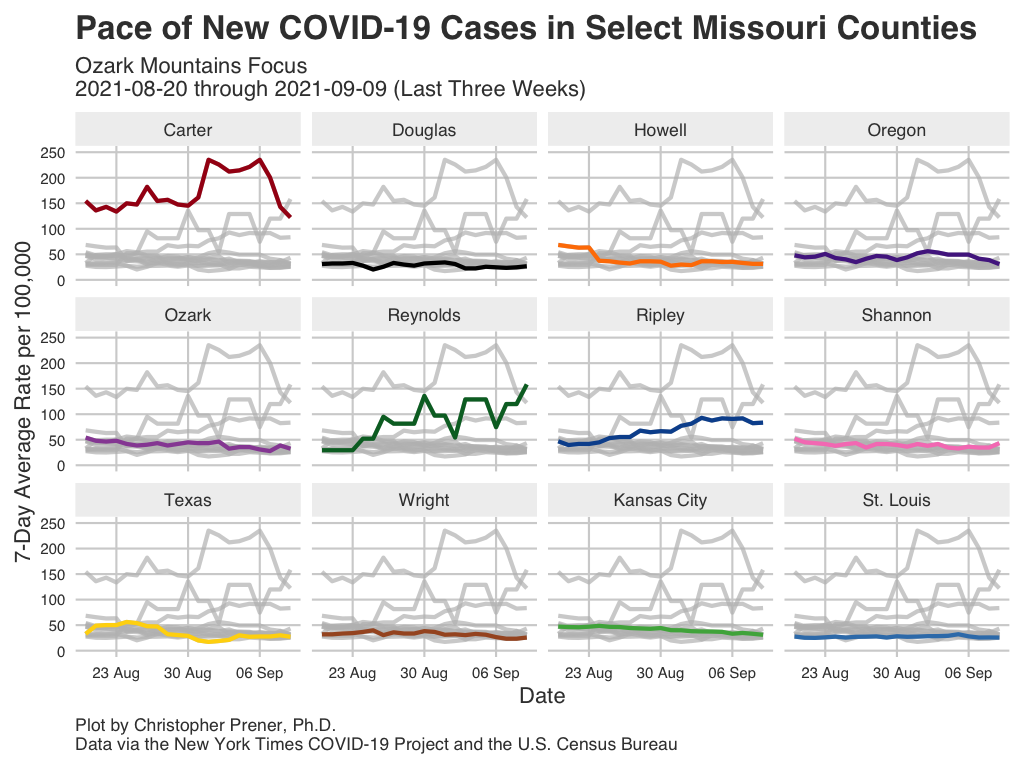 Pace of New COVID-19 Cases in Select Missouri Counties
Ozark Mountains Focus
2021-08-20 through 2021-09-09 (Last Three Weeks)
Carter
Douglas
Howell
Oregon
250
200
150
100
50
0
Ozark
Reynolds
Ripley
Shannon
250
200
150
100
50
0
Texas
Wright
Kansas City
St. Louis
250
200
150
100
50
0
7-Day Average Rate per 100,000
23 Aug
30 Aug
06 Sep
23 Aug
30 Aug
06 Sep
23 Aug
30 Aug
06 Sep
23 Aug
30 Aug
06 Sep
Date
Plot by Christopher Prener, Ph.D.
Data via the New York Times COVID-19 Project and the U.S. Census Bureau